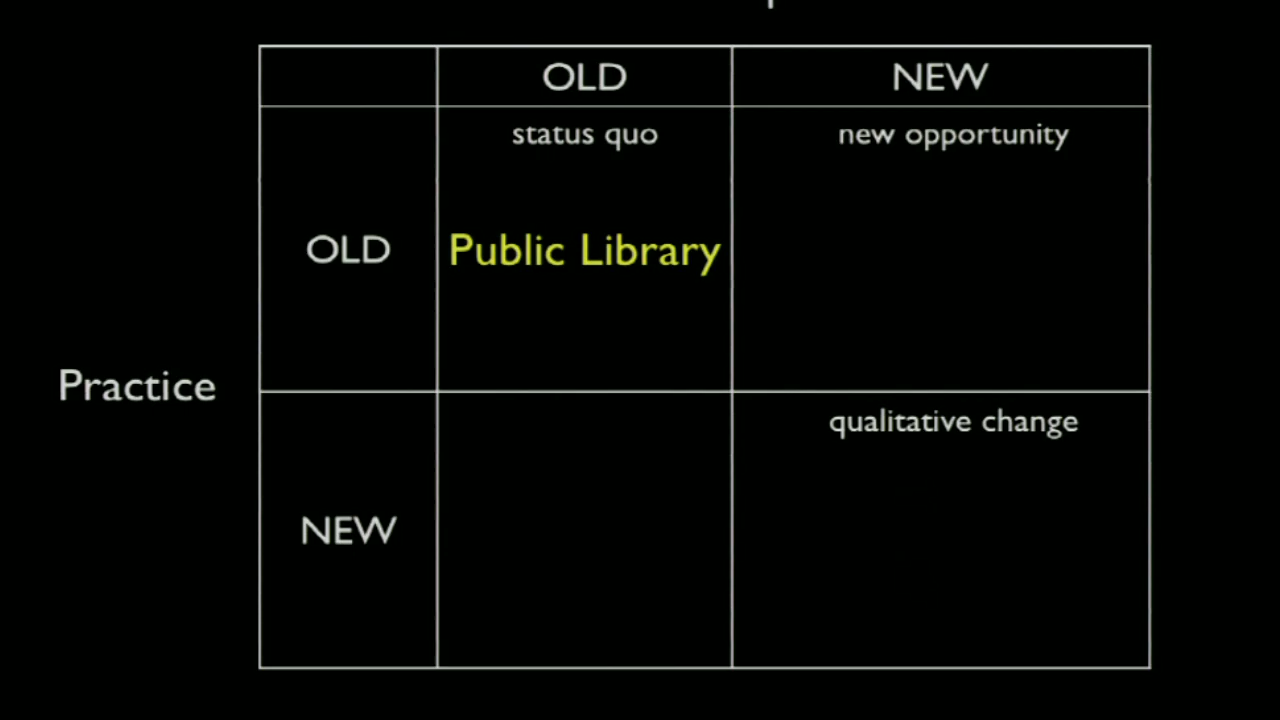 OLD NEW
status quo new opportunity
OLD Public Library
Practice
qualitative change
NEW